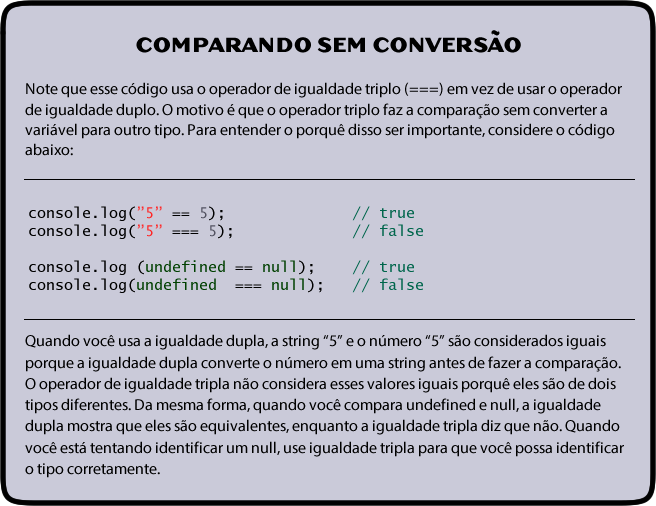 COMPARANDO SEM CONVERSÃO
Note que esse código usa o operador de igualdade triplo (===) em vez de usar o operador
de igualdade duplo. O motivo é que o operador triplo faz a comparação sem converter a
variável para outro tipo. Para entender o porquê disso ser importante, considere o código
abaixo:
console.log(”5” == 5); // true
console.log(”5” === 5); // false
console.log (undefined == null); // true
console.log(undefined === null); // false
Quando você usa a igualdade dupla, a string “5” e o número “5” são considerados iguais
porque a igualdade dupla converte o número em uma string antes de fazer a comparação.
O operador de igualdade tripla não considera esses valores iguais porquê eles são de dois
tipos diferentes. Da mesma forma, quando você compara undefined e null, a igualdade
dupla mostra que eles são equivalentes, enquanto a igualdade tripla diz que não. Quando
você está tentando identificar um null, use igualdade tripla para que você possa identificar
o tipo corretamente.